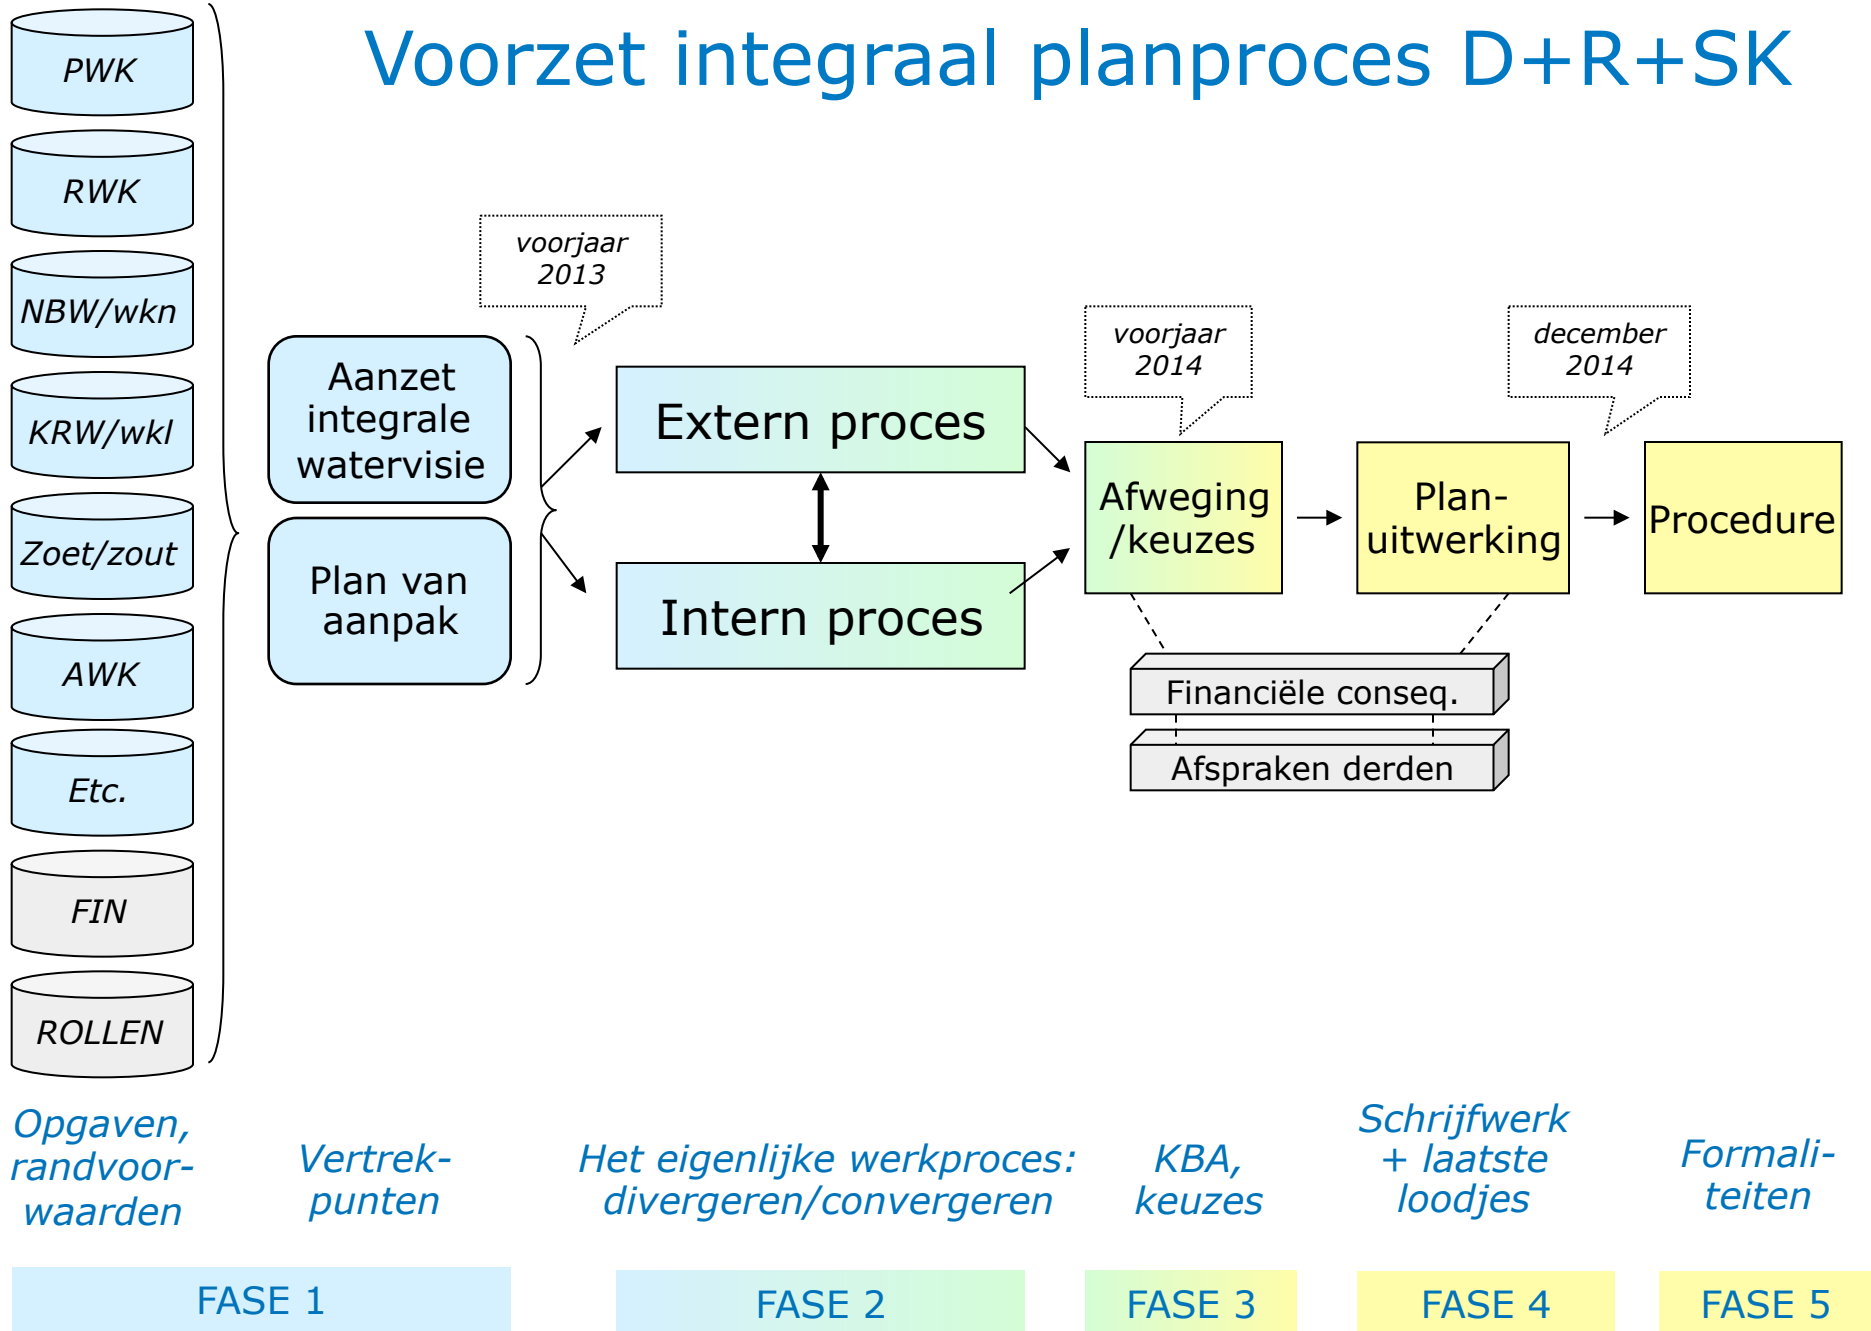 Voorzet integraal planproces D+R+SK
PWK
RWK
NBW/wkn
KRW/wkl
Zoet/zout
AWK
Etc.
FIN
ROLLEN
voorjaar
2013
Aanzet
integrale
watervisie
Plan van
aanpak
Extern proces
Intern proces
voorjaar
2014
Afweging
/keuzes
december
2014
Plan-
uitwerking
Procedure
Financiële conseq.
Afspraken derden
Opgaven,
randvoor-
waarden
Vertrek-
punten
Het eigenlijke werkproces:
divergeren/convergeren
KBA,
keuzes
Schrijfwerk
+ laatste
loodjes
Formali-
teiten
FASE 1
FASE 2
FASE 3
FASE 4
FASE 5